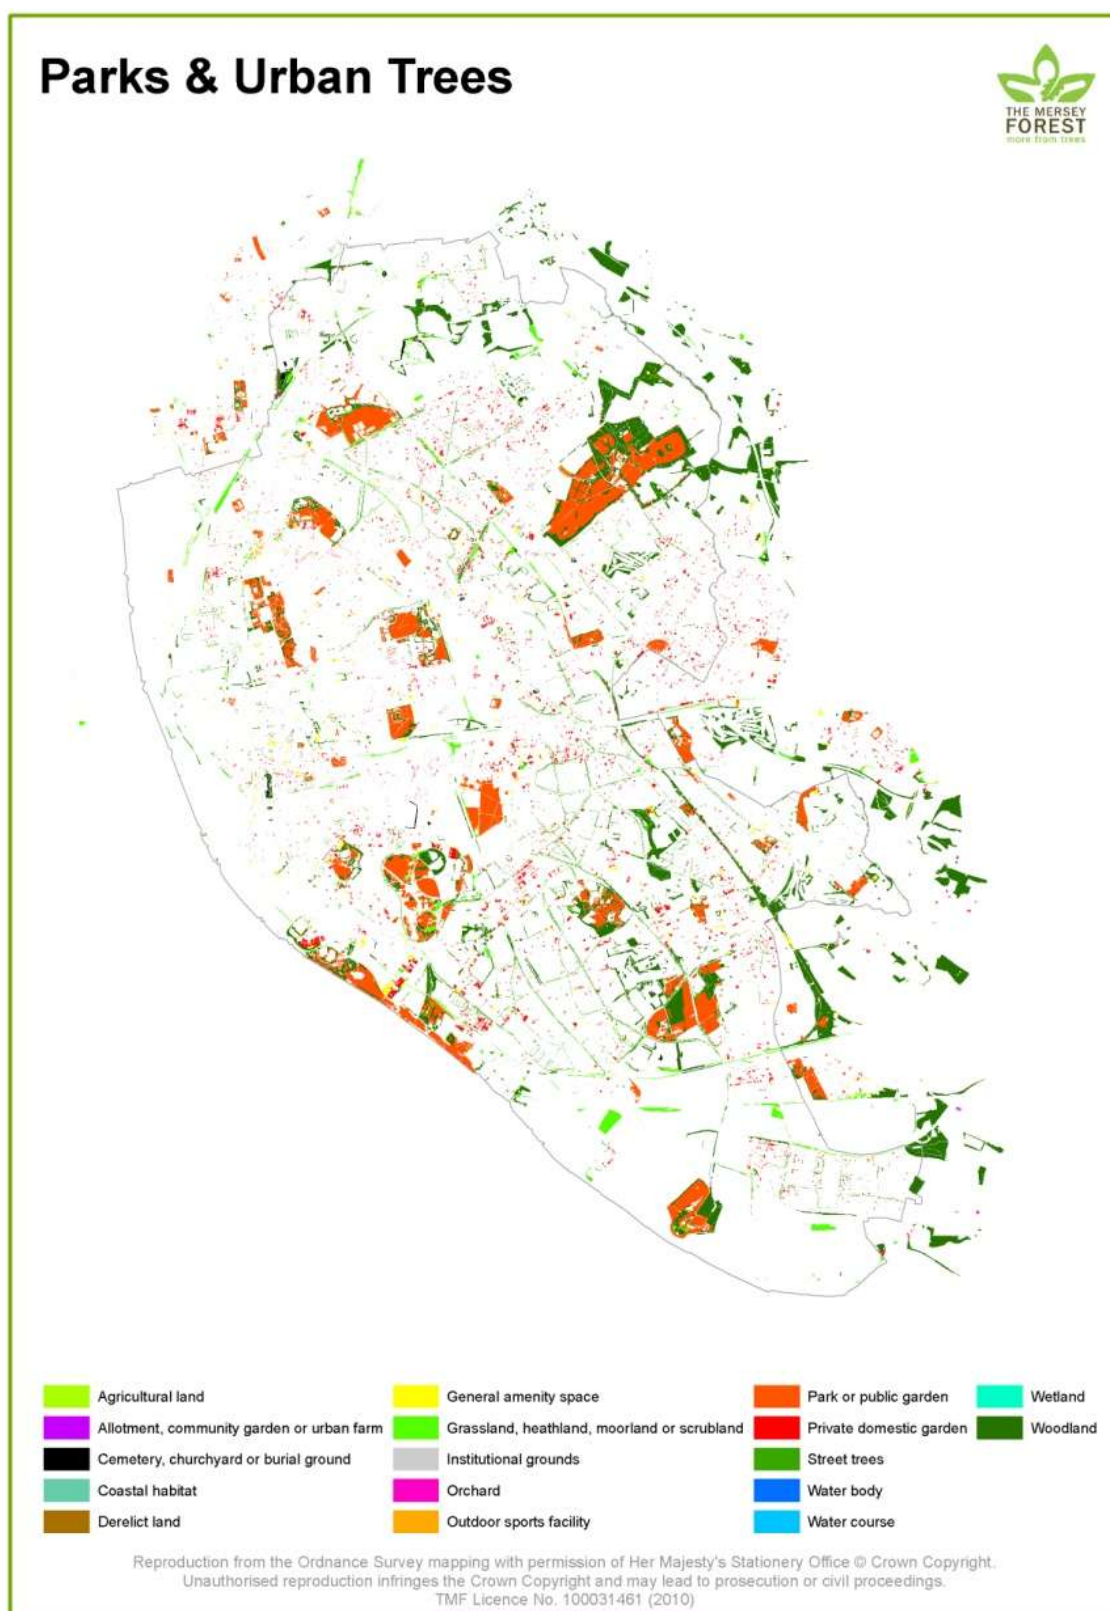 Parks & Urban Trees
THE MERSEY
FOREST
more from trees
Agricultural land
Allotment, community garden or urban farm
Cemetery, churchyard or burial ground
Coastal habitat
Derelict land
General amenity space
Grassland, heathland, moorland or scrubland
Institutional grounds
Orchard
Outdoor sports facility
Park or public garden
Private domestic garden
Street trees
Water body
Water course
Wetland
Woodland
Reproduction from the Ordnance Survey mapping with permission of Her Majesty's Stationery Office © Crown Copyright.
Unauthorised reproduction infringes the Crown Copyright and may lead to prosecution or civil proceedings.
TMF Licence No. 100031461 (2010)